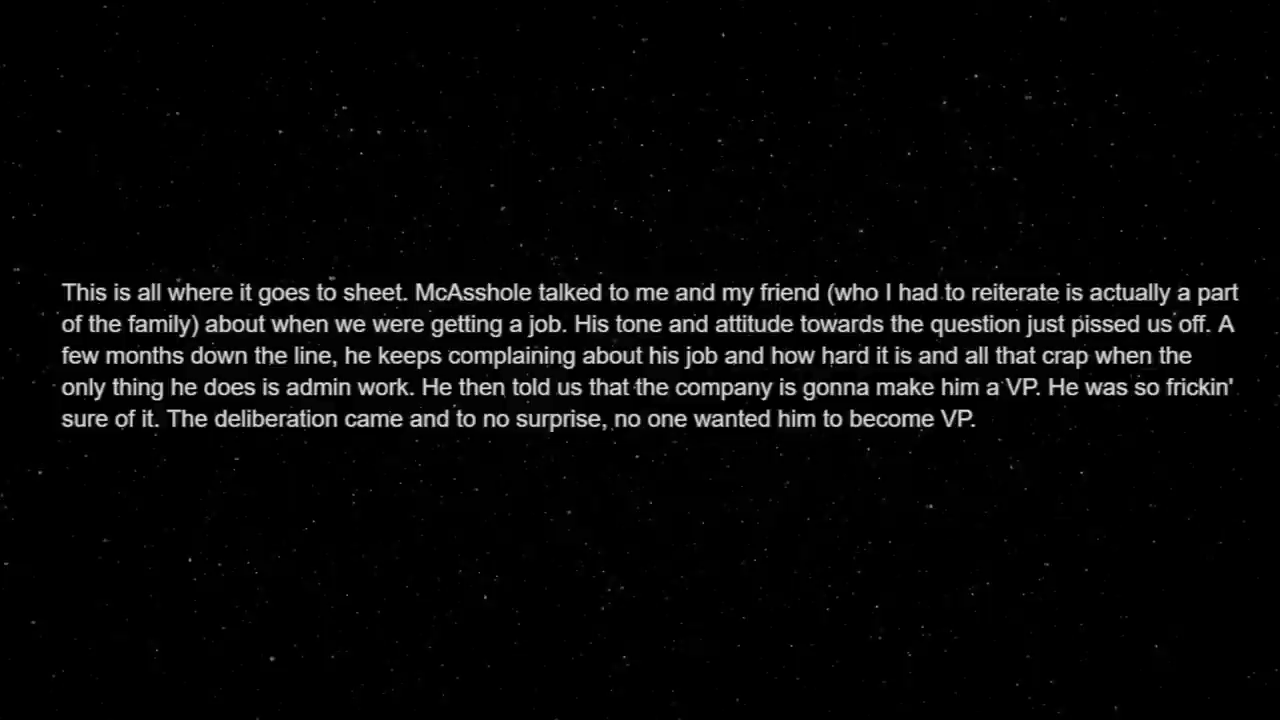 This is all where it goes to sheet. McAsshole talked to me and my friend (who I had to reiterate is actually a part
of the family) about when we were getting a job. His tone and attitude towards the question just pissed us off. A
few months down the line, he keeps complaining about his job and how hard it is and all that crap when the
only thing he does is admin work. He then told us that the company is gonna make him a VP. He was so frickin'
sure of it. The deliberation came and to no surprise, no one wanted him to become VP.